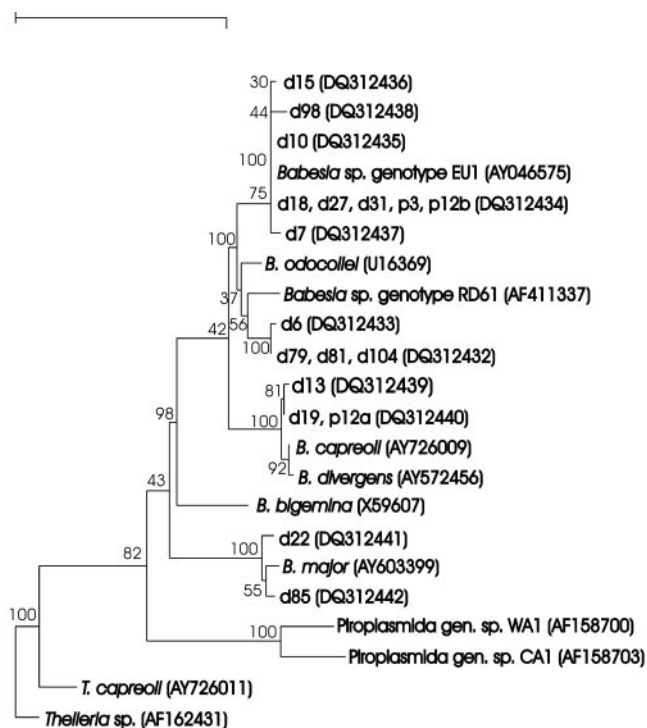 30
d15 (DQ312436)
44
d98 (DQ312438)
d10 (DQ312435)
100
Babesia sp. genotype EU1 (AY046575)
75
d18, d27, d31, p3, p12b (DQ312434)
100
d7 (DQ312437)
B. odocoilei (U16369)
37
Babesia sp. genotype RD61 (AF411337)
56
d6 (DQ312433)
42
100
d79, d81, d104 (DQ312432)
81
d13 (DQ312439)
100
d19, p12a (DQ312440)
98
B. capreoli (AY726009)
92
B. divergens (AY572456)
43
B. bigemina (X59607)
d22 (DQ312441)
82
100
B. major (AY603399)
55
d85 (DQ312442)
100
Piroplasmida gen. sp. WA1 (AF158700)
100
Piroplasmida gen. sp. CA1 (AF158703)
T. capreoli (AY726011)
Theileria sp. (AF162431)